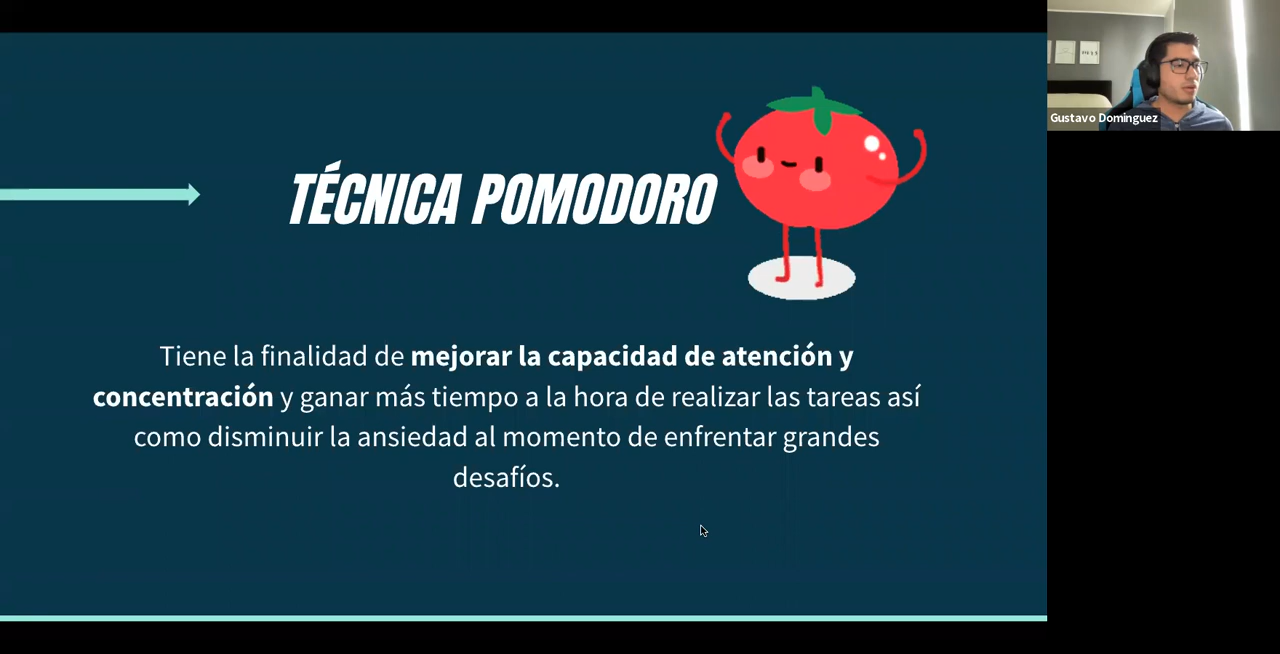 TÉCNICA POMODORO
Tiene la finalidad de mejorar la capacidad de atención y
concentración y ganar más tiempo a la hora de realizar las tareas así
como disminuir la ansiedad al momento de enfrentar grandes
desafíos.
Gustavo Dominguez